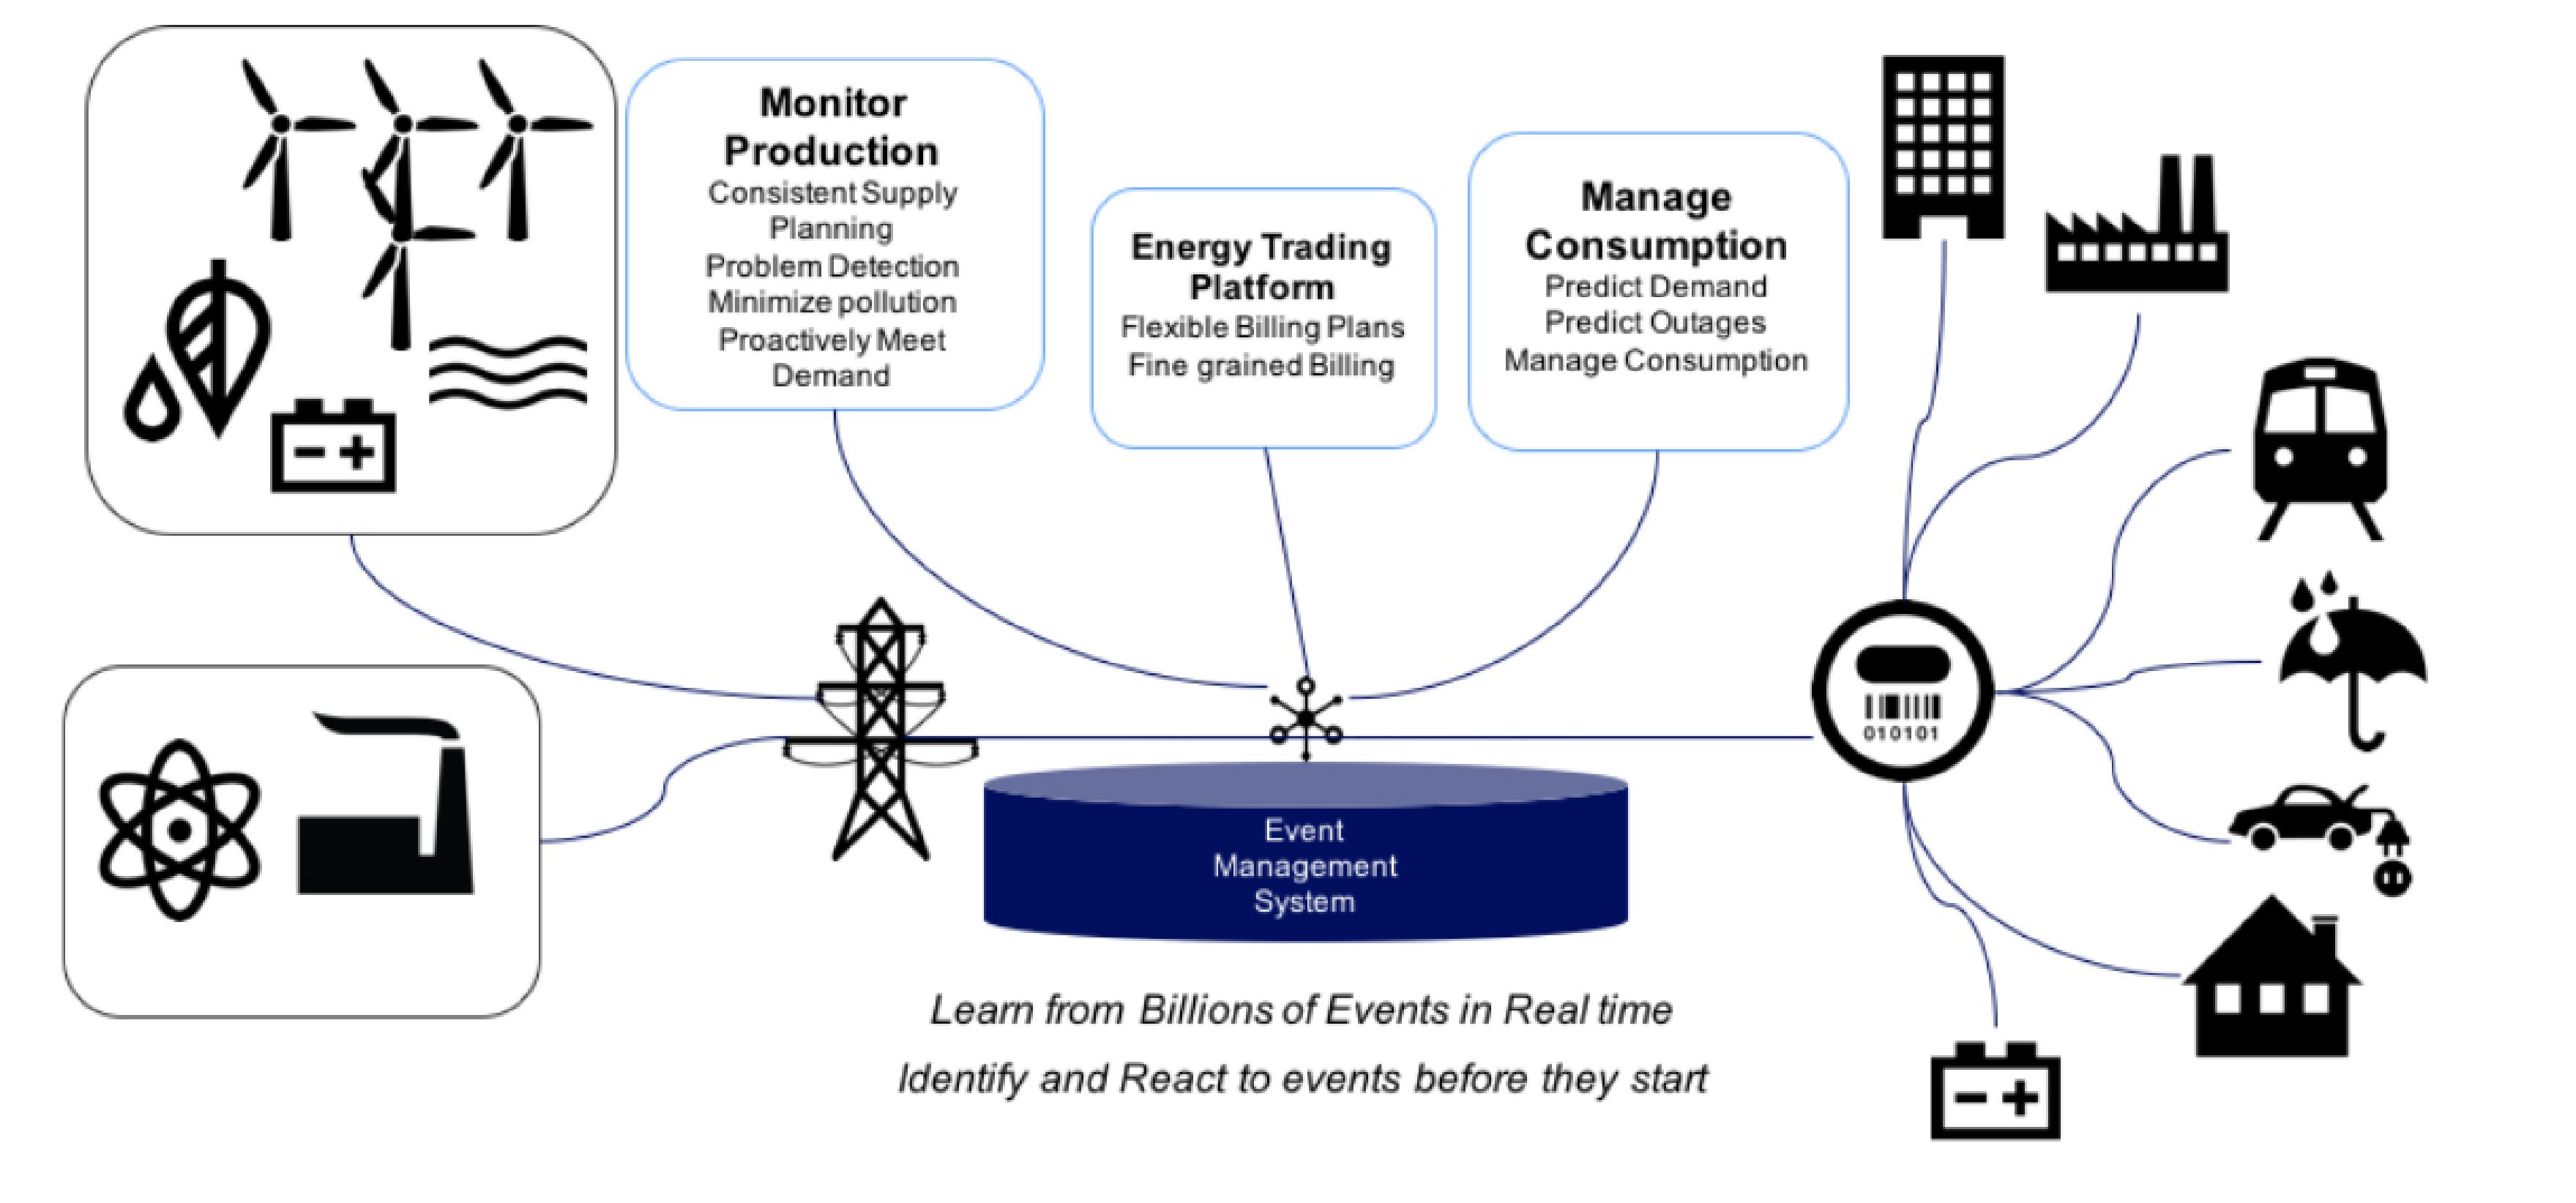 Monitor
Production
Consistent Supply
Planning
Problem Detection
Minimize pollution
Proactively Meet
Demand
Energy Trading
Platform
Flexible Billing Plans
Fine grained Billing
Manage
Consumption
Predict Demand
Predict Outages
Manage Consumption
010101
Event
Management
System
Learn from Billions of Events in Real time
Identify and React to events before they start